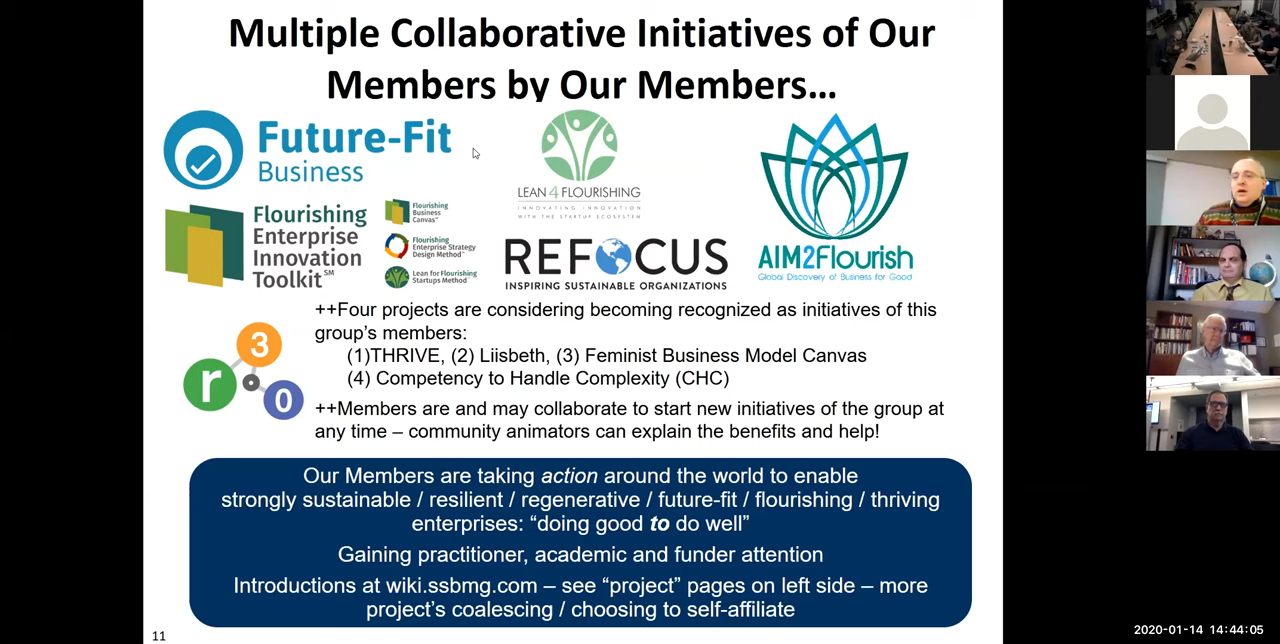 Multiple Collaborative Initiatives of Our
Members by Our Members...
Future-Fit
Business
LEAN 4 FLOURISHING
INNOVATING INNOVATION
WITH THE STARTUP ECOSYSTEM
AIM2Flourish
Global Discovery of Business for Good
Flourishing
Enterprise
Innovation
Toolkit℠
Flourishing
Business
Canvas™
Flourishing
Enterprise Strategy
Design Method™
Lean for Flourishing
Startups Method™
REFOCUS
INSPIRING SUSTAINABLE ORGANIZATIONS
r 3 0
++Four projects are considering becoming recognized as initiatives of this
group's members:
(1)THRIVE, (2) Liisbeth, (3) Feminist Business Model Canvas
(4) Competency to Handle Complexity (CHC)
++Members are and may collaborate to start new initiatives of the group at
any time – community animators can explain the benefits and help!
Our Members are taking action around the world to enable
strongly sustainable / resilient / regenerative / future-fit / flourishing / thriving
enterprises: “doing good to do well”
Gaining practitioner, academic and funder attention
Introductions at wiki.ssbmg.com – see “project” pages on left side – more
project's coalescing / choosing to self-affiliate
11
2020-01-14 14:44:05